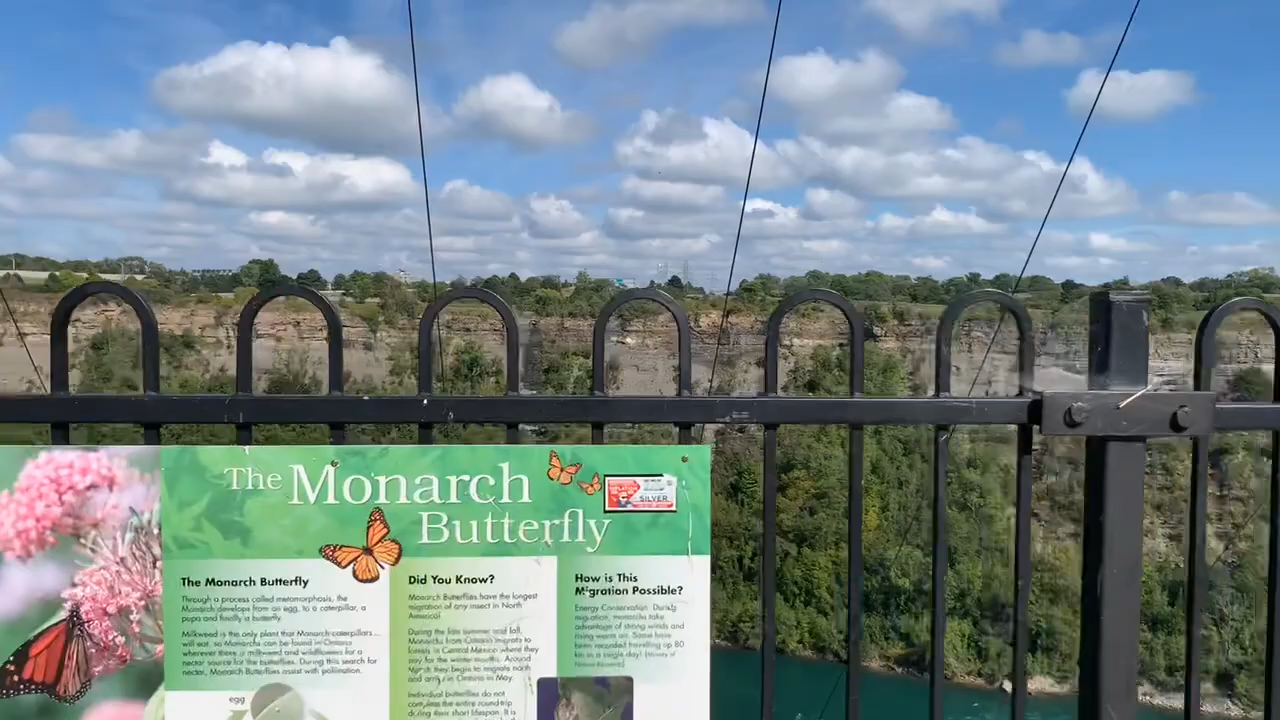 The Monarch
Butterfly
SILVER
The Monarch Butterfly
Through a process called metamorphosis, the
Monarch develops from an egg, to a caterpillar, a
pupa and finally a butterfly.
Milkweed is the only plant that Monarch caterpillars
will eat, so Monarchs can be found in Ontario
wherever there is milkweed and wildflowers for a
nectar source for the butterflies. During this search for
nectar, Monarch Butterflies assist with pollination.
egg
Did You Know?
Monarch Butterflies have the longest
migration of any insect in North
America!
During the late summer and fall,
Monarchs from Ontario migrate to
forests in Central Mexico where they
stay for the winter months. Around
March they begin to migrate north
and arrive in Ontario in May.
Individual butterflies do not
complete the entire round-trip
during their short lifespan. It is
How is This
Migration Possible?
Energy Conservation. During
migration, monarchs take
advantage of strong winds and
rising warm air. Some have
been recorded travelling up 80
km in a single day!